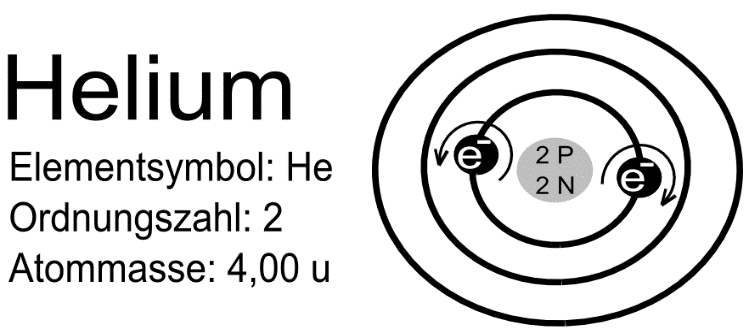 Helium
Elementsymbol: He
Ordnungszahl: 2
Atommasse: 4,00 u
e-
2 P
2 N
e-